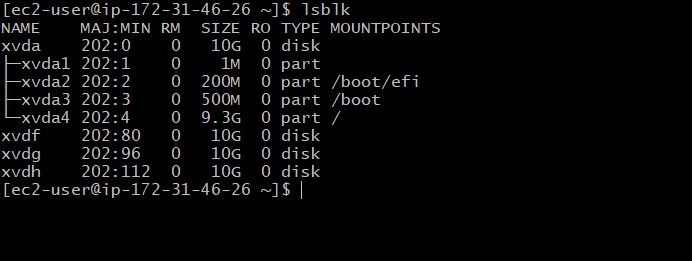 [ec2-user@ip-172-31-46-26 ~]$ lsblk
NAME    MAJ:MIN RM  SIZE RO TYPE MOUNTPOINTS
xvda    202:0    0   10G  0 disk
├─xvda1 202:1    0    1M  0 part
├─xvda2 202:2    0  200M  0 part /boot/efi
├─xvda3 202:3    0  500M  0 part /boot
└─xvda4 202:4    0  9.3G  0 part /
xvdf    202:80   0   10G  0 disk
xvdg    202:96   0   10G  0 disk
xvdh    202:112  0   10G  0 disk
[ec2-user@ip-172-31-46-26 ~]$